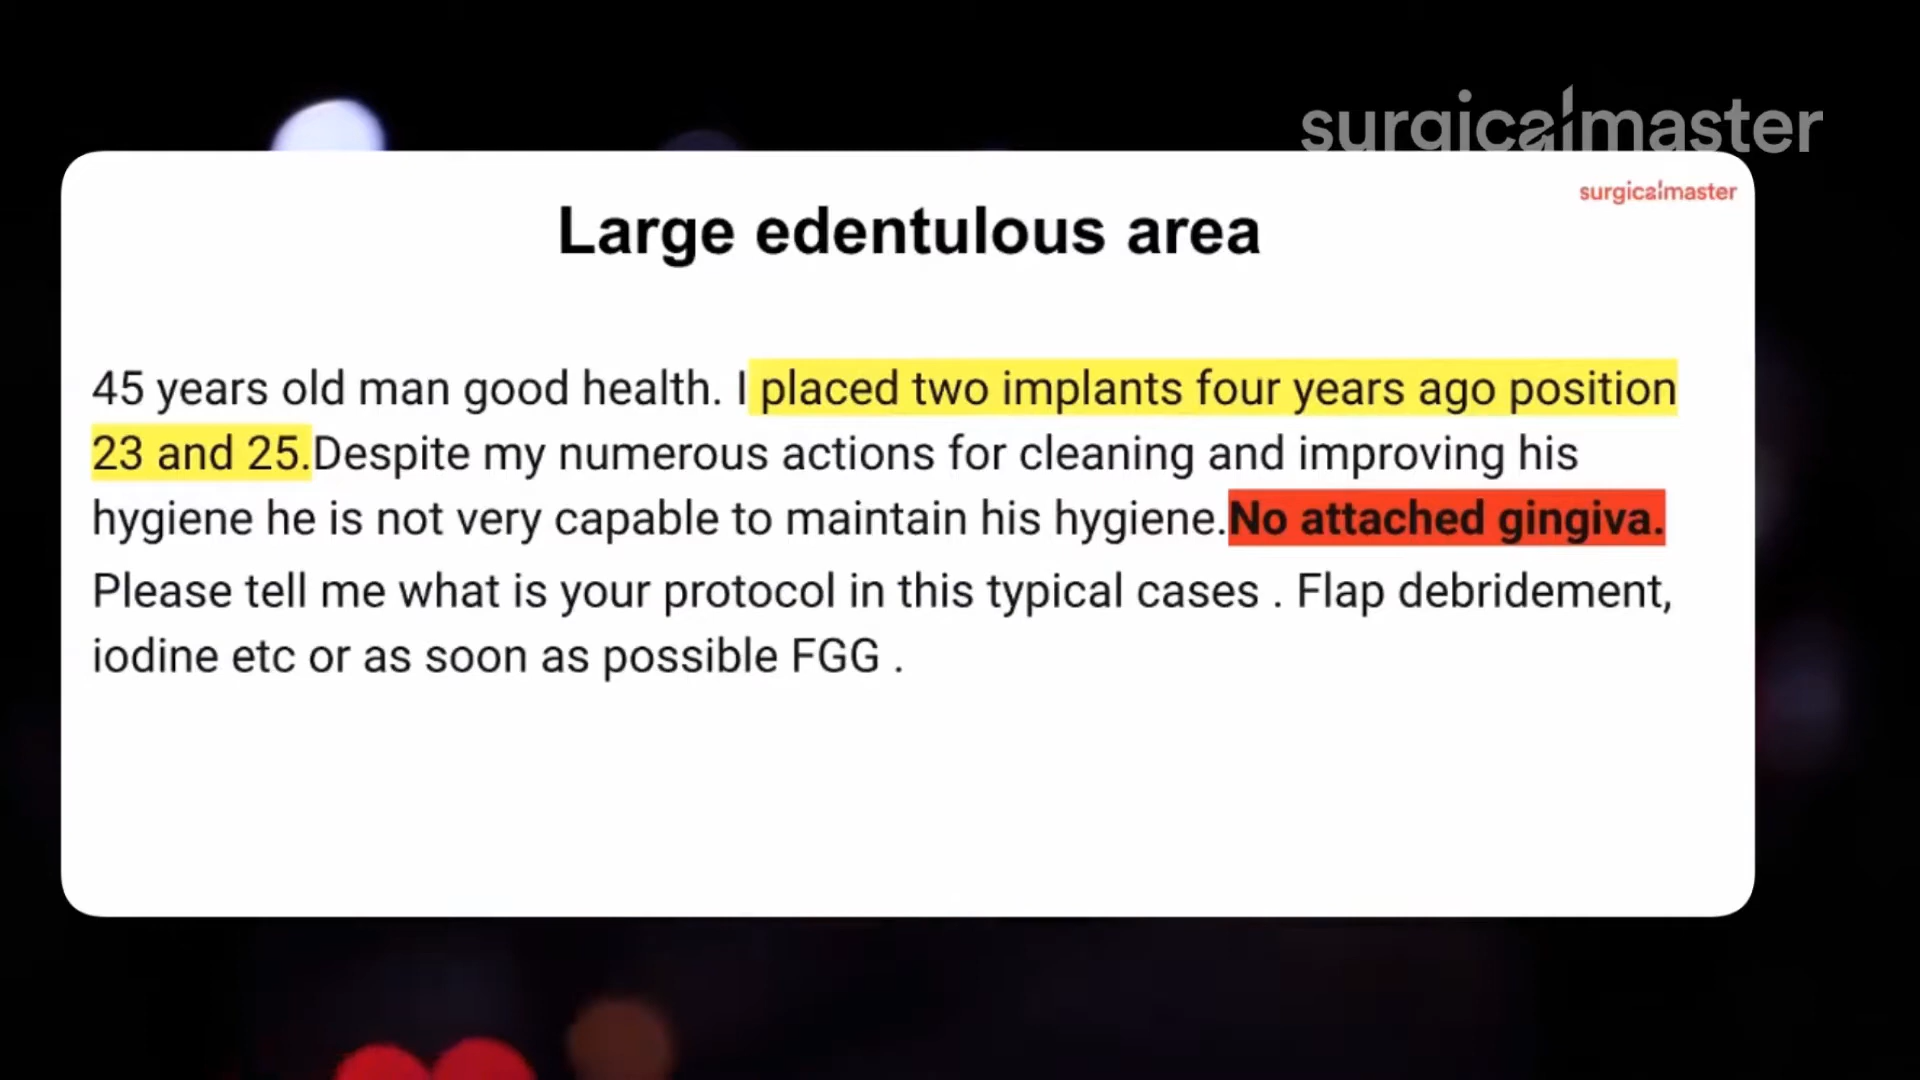 surgicalmaster
surgicalmaster
Large edentulous area
45 years old man good health. I placed two implants four years ago position
23 and 25.Despite my numerous actions for cleaning and improving his
hygiene he is not very capable to maintain his hygiene.No attached gingiva.
Please tell me what is your protocol in this typical cases . Flap debridement,
iodine etc or as soon as possible FGG .